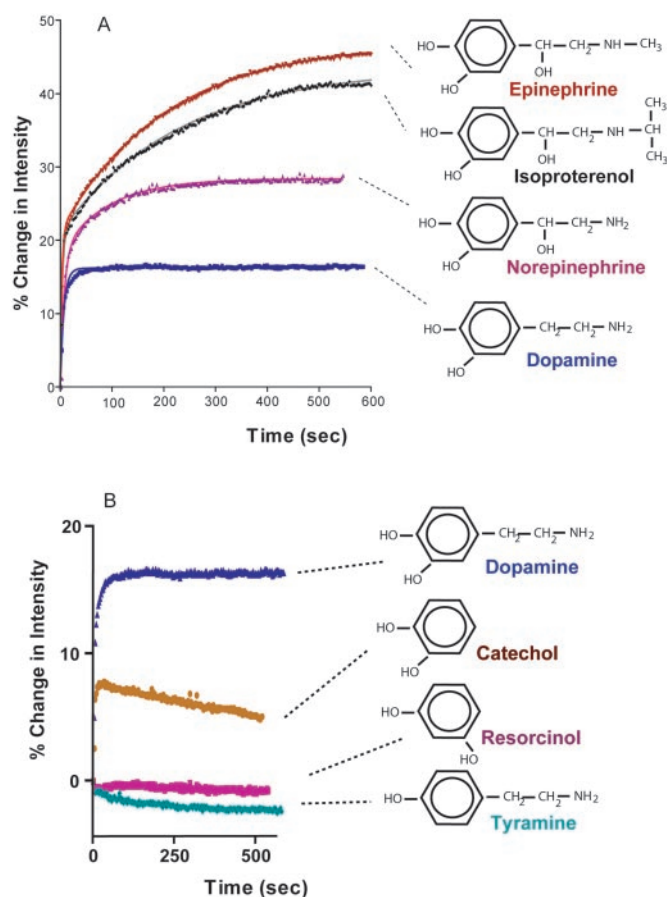 A
50
40
30
20
10
0
% Change in Intensity
0 100 200 300 400 500 600
Time (sec)
HO
HO
CH—CH₂—NH—CH₃
OH
Epinephrine
HO
HO
CH—CH₂—NH—CH
OH
CH₃
CH₃
Isoproterenol
HO
HO
CH—CH₂—NH₂
OH
Norepinephrine
HO
HO
CH₂—CH₂—NH₂
Dopamine
B
20
10
0
% Change in Intensity
0 250 500
Time (sec)
HO
HO
CH₂—CH₂—NH₂
Dopamine
HO
HO
Catechol
HO
HO
Resorcinol
HO
CH₂—CH₂—NH₂
Tyramine